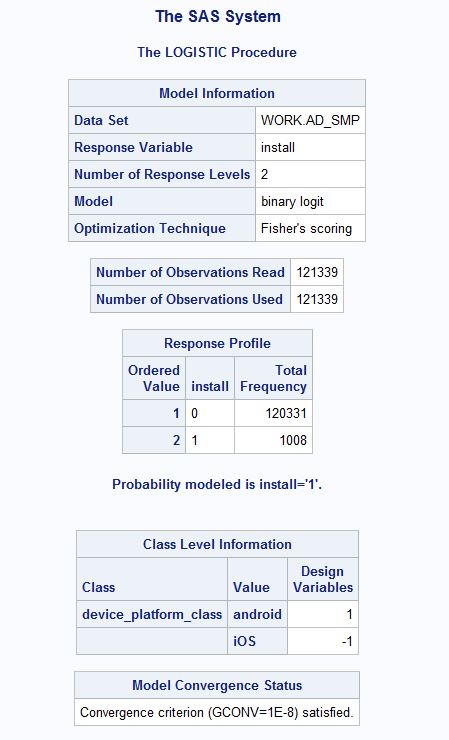 The SAS System
The LOGISTIC Procedure
Model Information
Data Set WORK.AD_SMP
Response Variable install
Number of Response Levels 2
Model binary logit
Optimization Technique Fisher's scoring
Number of Observations Read 121339
Number of Observations Used 121339
Response Profile
Ordered Value install Total Frequency
1 0 120331
2 1 1008
Probability modeled is install='1'.
Class Level Information
Class Value Design Variables
device_platform_class android 1
iOS -1
Model Convergence Status
Convergence criterion (GCONV=1E-8) satisfied.